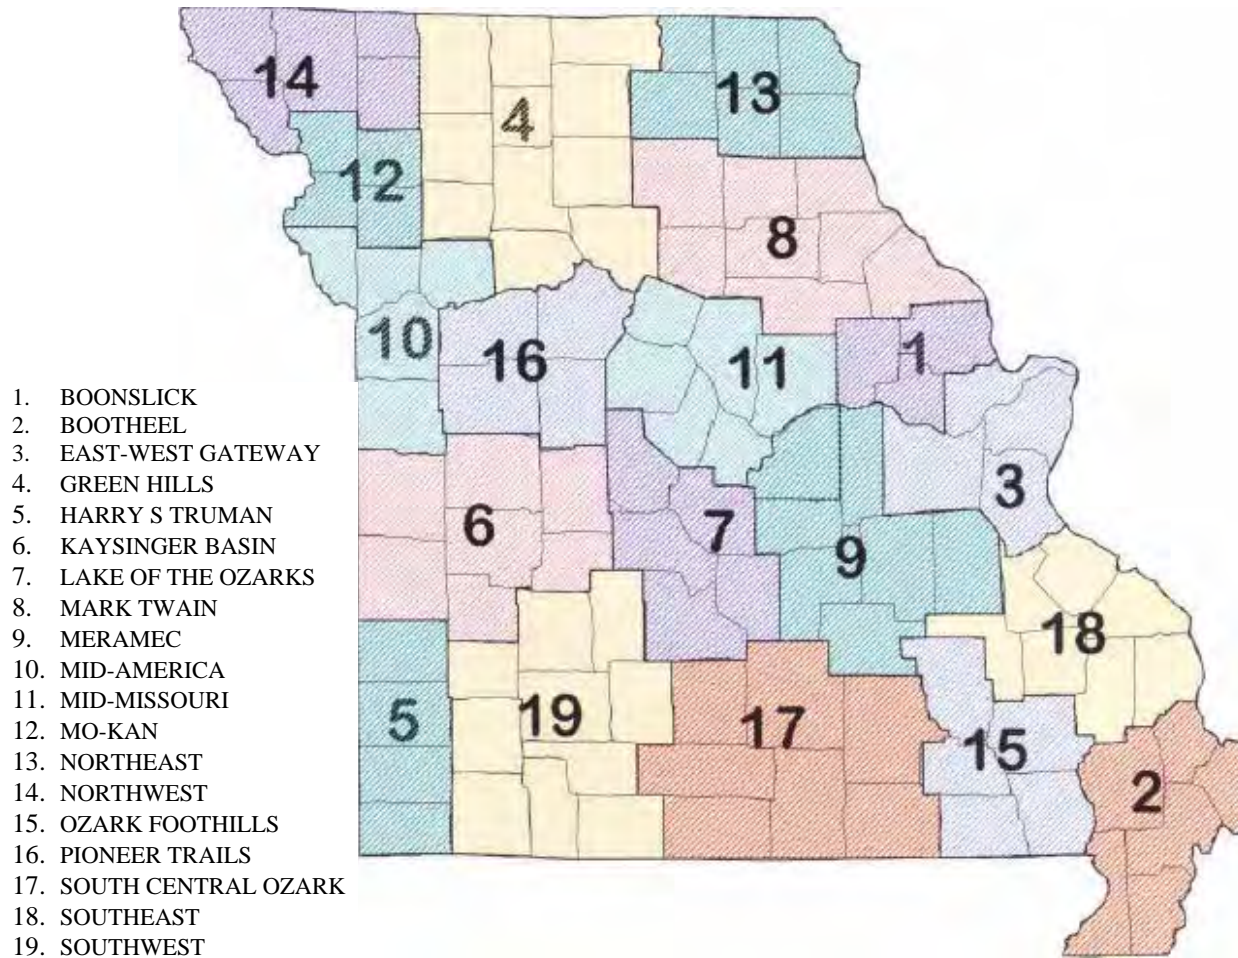 14
13
4
12
8
10
16
11
1
1. BOONSLICK
2. BOOTHEEL
3. EAST-WEST GATEWAY
4. GREEN HILLS
5. HARRY S TRUMAN
6. KAYSINGER BASIN
7. LAKE OF THE OZARKS
8. MARK TWAIN
9. MERAMEC
10. MID-AMERICA
11. MID-MISSOURI
12. MO-KAN
13. NORTHEAST
14. NORTHWEST
15. OZARK FOOTHILLS
16. PIONEER TRAILS
17. SOUTH CENTRAL OZARK
18. SOUTHEAST
19. SOUTHWEST
3
6
7
9
18
5
19
17
15
2